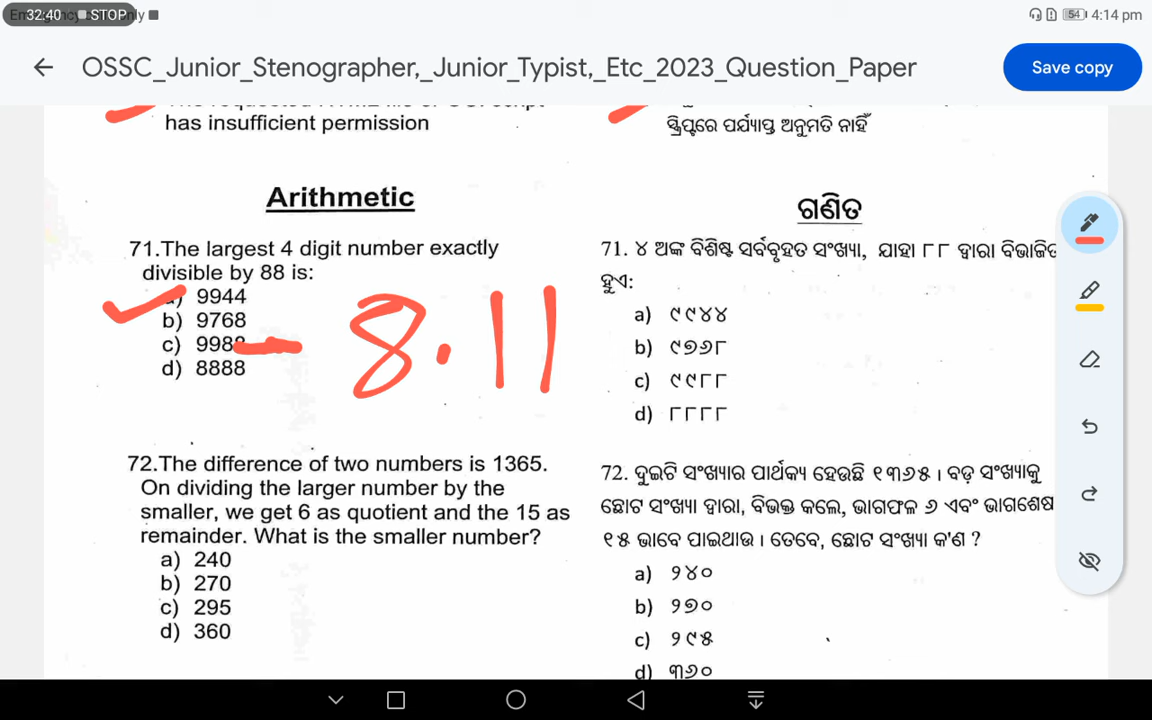 32:40 STOP
54 4:14 pm
OSSC_Junior_Stenographer,_Junior_Typist,_Etc_2023_Question_Paper
Save copy
has insufficient permission
ସ୍କ୍ରିପ୍ଟରେ ପର୍ଯ୍ୟାପ୍ତ ଅନୁମତି ନାହିଁ
Arithmetic
71.The largest 4 digit number exactly
divisible by 88 is:
a) 9944
b) 9768
c) 9988
d) 8888
8.11
72.The difference of two numbers is 1365.
On dividing the larger number by the
smaller, we get 6 as quotient and the 15 as
remainder. What is the smaller number?
a) 240
b) 270
c) 295
d) 360
ଗଣିତ
71. ୪ ଅଙ୍କ ବିଶିଷ୍ଟ ସର୍ବବୃହତ ସଂଖ୍ୟା, ଯାହା ୮୮ ଦ୍ୱାରା ବିଭାଜିତ
ହୁଏ:
a) ୯୯୪୪
b) ୯୭୬୮
c) ୯୯୮୮
d) ୮୮୮୮
72. ଦୁଇଟି ସଂଖ୍ୟାର ପାର୍ଥକ୍ୟ ହେଉଛି ୧୩୬୫। ବଡ଼ ସଂଖ୍ୟାକୁ
ଛୋଟ ସଂଖ୍ୟା ଦ୍ୱାରା, ବିଭକ୍ତ କଲେ, ଭାଗଫଳ ୬ ଏବଂ ଭାଗଶେଷ
୧୫ ଭାବେ ପାଇଥାଉ। ତେବେ, ଛୋଟ ସଂଖ୍ୟା କ'ଣ ?
a) ୨୪୦
b) ୨୭୦
c) ୨୯୫
d) ୩୬୦